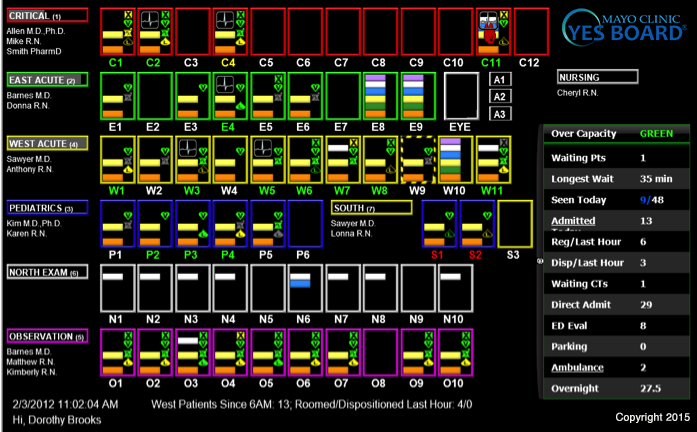 CRITICAL (1)
Allen M.D.,Ph.D.
Mike R.N.
Smith PharmD
C1 C2 C3 C4 C5 C6 C7 C8 C9 C10 C11 C12
MAYO CLINIC
YES BOARD
EAST ACUTE (2)
Barnes M.D.
Donna R.N.
E1 E2 E3 E4 E5 E6 E7 E8 E9 EYE
A1
A2
A3
NURSING
Cheryl R.N.
WEST ACUTE (4)
Sawyer M.D.
Anthony R.N.
W1 W2 W3 W4 W5 W6 W7 W8 W9 W10 W11
PEDIATRICS (3)
Kim M.D.,Ph.D.
Karen R.N.
P1 P2 P3 P4 P5 P6
SOUTH (7)
Sawyer M.D.
Lonna R.N.
S1 S2 S3
NORTH EXAM (6)
N1 N2 N3 N4 N5 N6 N7 N8 N9 N10
OBSERVATION (5)
Barnes M.D.
Matthew R.N.
Kimberly R.N.
O1 O2 O3 O4 O5 O6 O7 O8 O9 O10
Over Capacity GREEN
Waiting Pts 1
Longest Wait 35 min
Seen Today 9/48
Admitted 13
Reg/Last Hour 6
Disp/Last Hour 3
Waiting CTs 1
Direct Admit 29
ED Eval 8
Parking 0
Ambulance 2
Overnight 27.5
2/3/2012 11:02:04 AM West Patients Since 6AM: 13; Roomed/Dispositioned Last Hour: 4/0
Hi, Dorothy Brooks
Copyright 2015